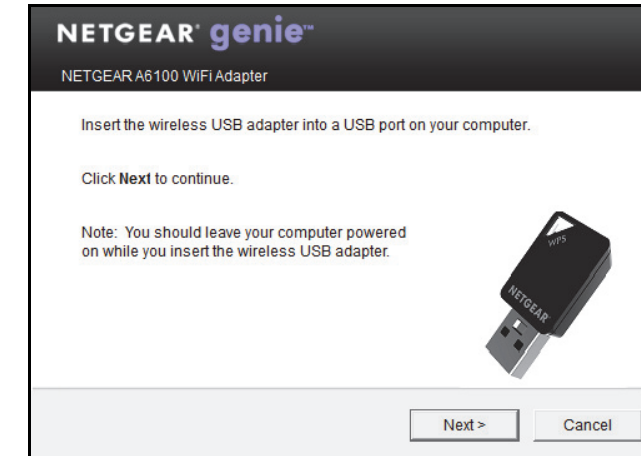 NETGEAR® genie™
NETGEAR A6100 WiFi Adapter
Insert the wireless USB adapter into a USB port on your computer.
Click Next to continue.
Note: You should leave your computer powered
on while you insert the wireless USB adapter.
WPS
NETGEAR
Next >
Cancel